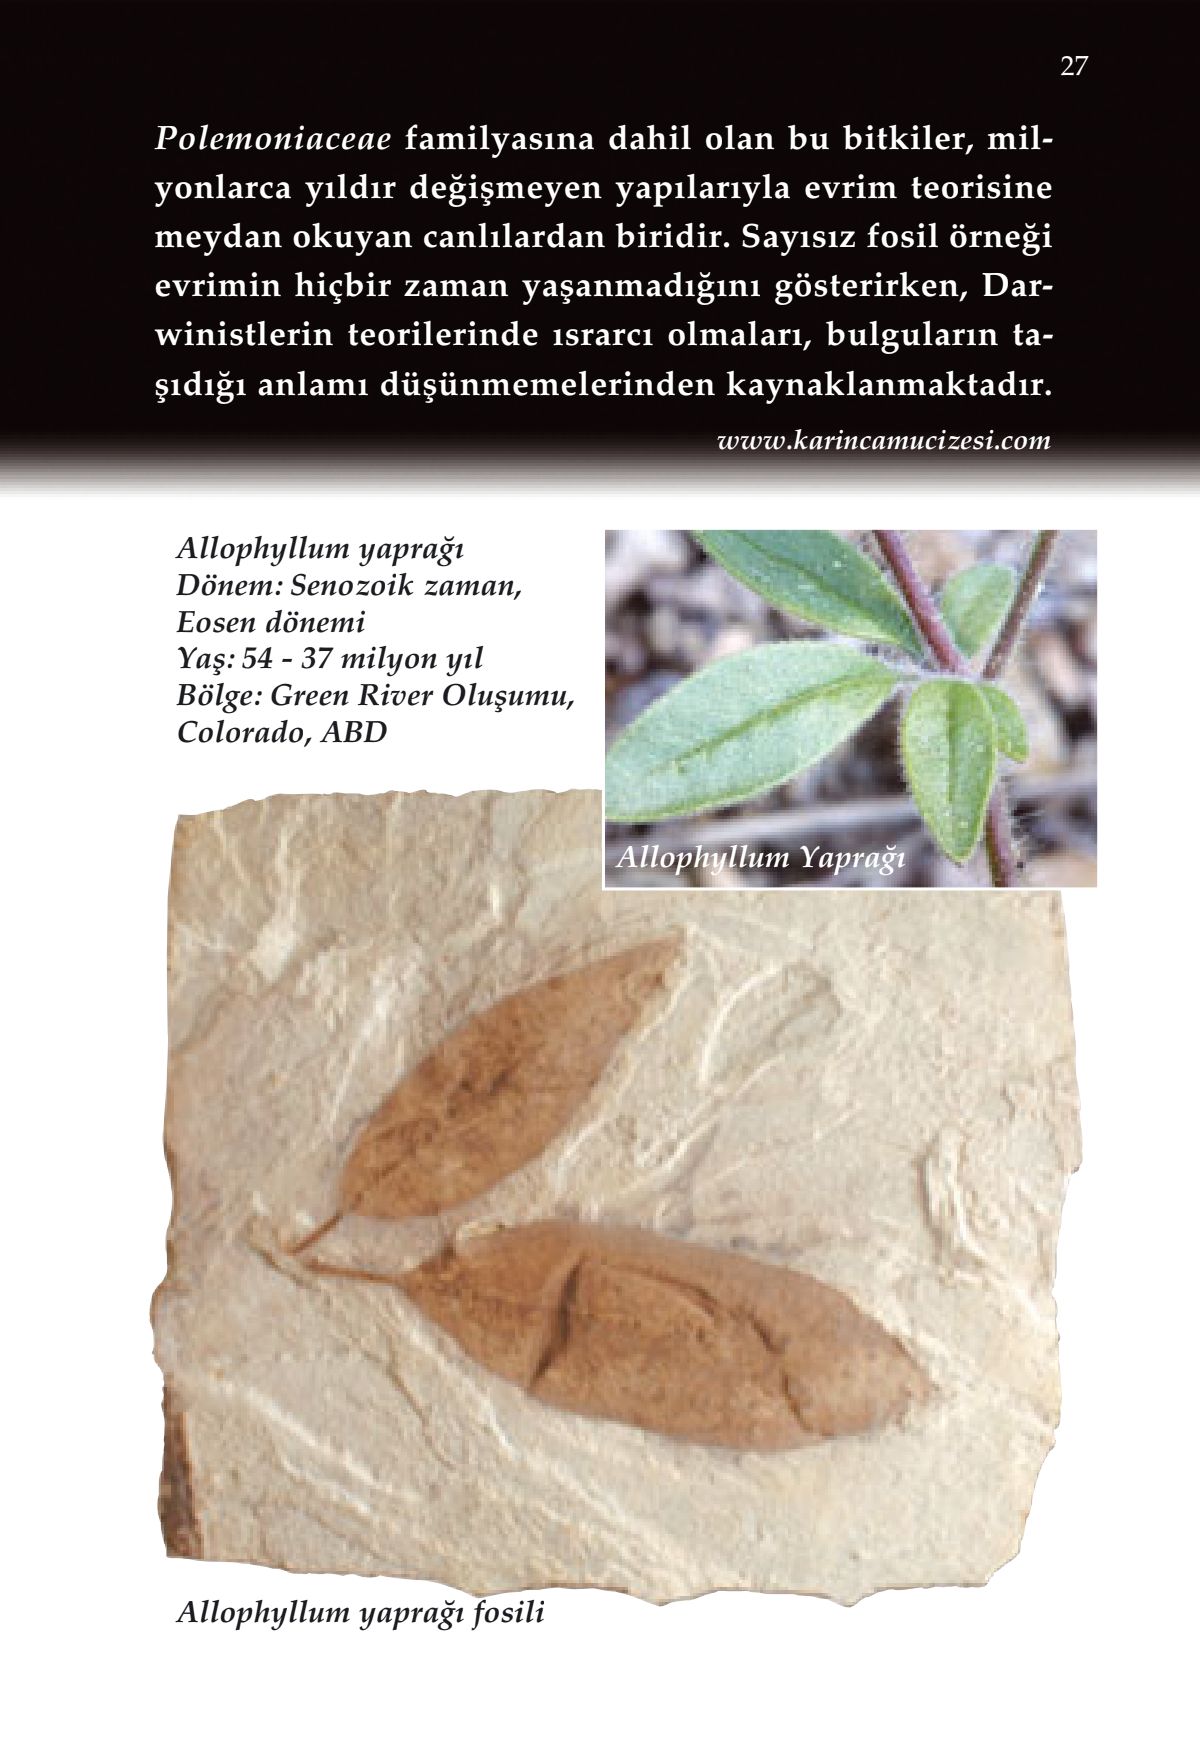 27
Polemoniaceae familyasına dahil olan bu bitkiler, mil-
yonlarca yıldır değişmeyen yapılarıyla evrim teorisine
meydan okuyan canlılardan biridir. Sayısız fosil örneği
evrimin hiçbir zaman yaşanmadığını gösterirken, Dar-
winistlerin teorilerinde ısrarcı olmaları, bulguların ta-
şıdığı anlamı düşünmemelerinden kaynaklanmaktadır.
www.karincamucizesi.com
Allophyllum yaprağı
Dönem: Senozoik zaman,
Eosen dönemi
Yaş: 54 - 37 milyon yıl
Bölge: Green River Oluşumu,
Colorado, ABD
Allophyllum Yaprağı
Allophyllum yaprağı fosili